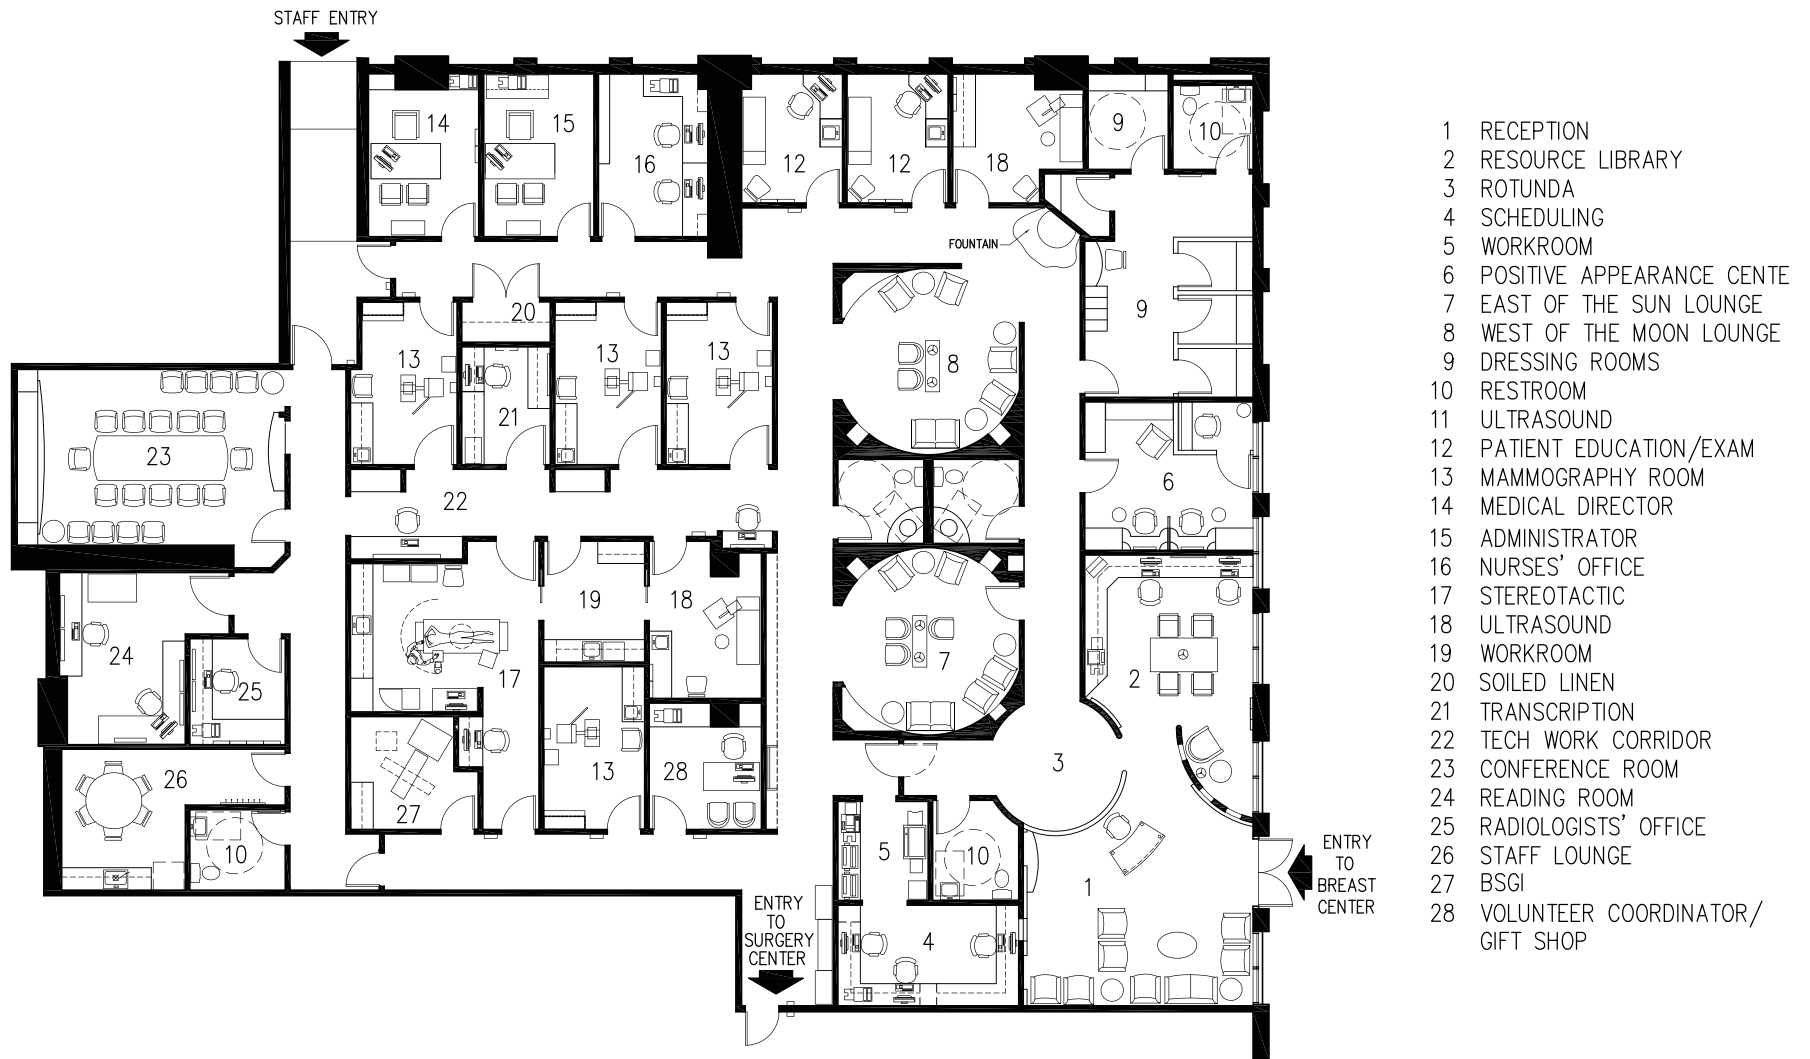 STAFF ENTRY
14
15
16
12
12
18
9
10
FOUNTAIN
20
13
13
13
21
8
9
23
22
6
19
18
24
25
17
7
2
26
27
13
28
3
10
5
10
1
4
ENTRY
TO
SURGERY
CENTER
ENTRY
TO
BREAST
CENTER
1 RECEPTION
2 RESOURCE LIBRARY
3 ROTUNDA
4 SCHEDULING
5 WORKROOM
6 POSITIVE APPEARANCE CENTE
7 EAST OF THE SUN LOUNGE
8 WEST OF THE MOON LOUNGE
9 DRESSING ROOMS
10 RESTROOM
11 ULTRASOUND
12 PATIENT EDUCATION/EXAM
13 MAMMOGRAPHY ROOM
14 MEDICAL DIRECTOR
15 ADMINISTRATOR
16 NURSES' OFFICE
17 STEREOTACTIC
18 ULTRASOUND
19 WORKROOM
20 SOILED LINEN
21 TRANSCRIPTION
22 TECH WORK CORRIDOR
23 CONFERENCE ROOM
24 READING ROOM
25 RADIOLOGISTS' OFFICE
26 STAFF LOUNGE
27 BSGI
28 VOLUNTEER COORDINATOR/
GIFT SHOP